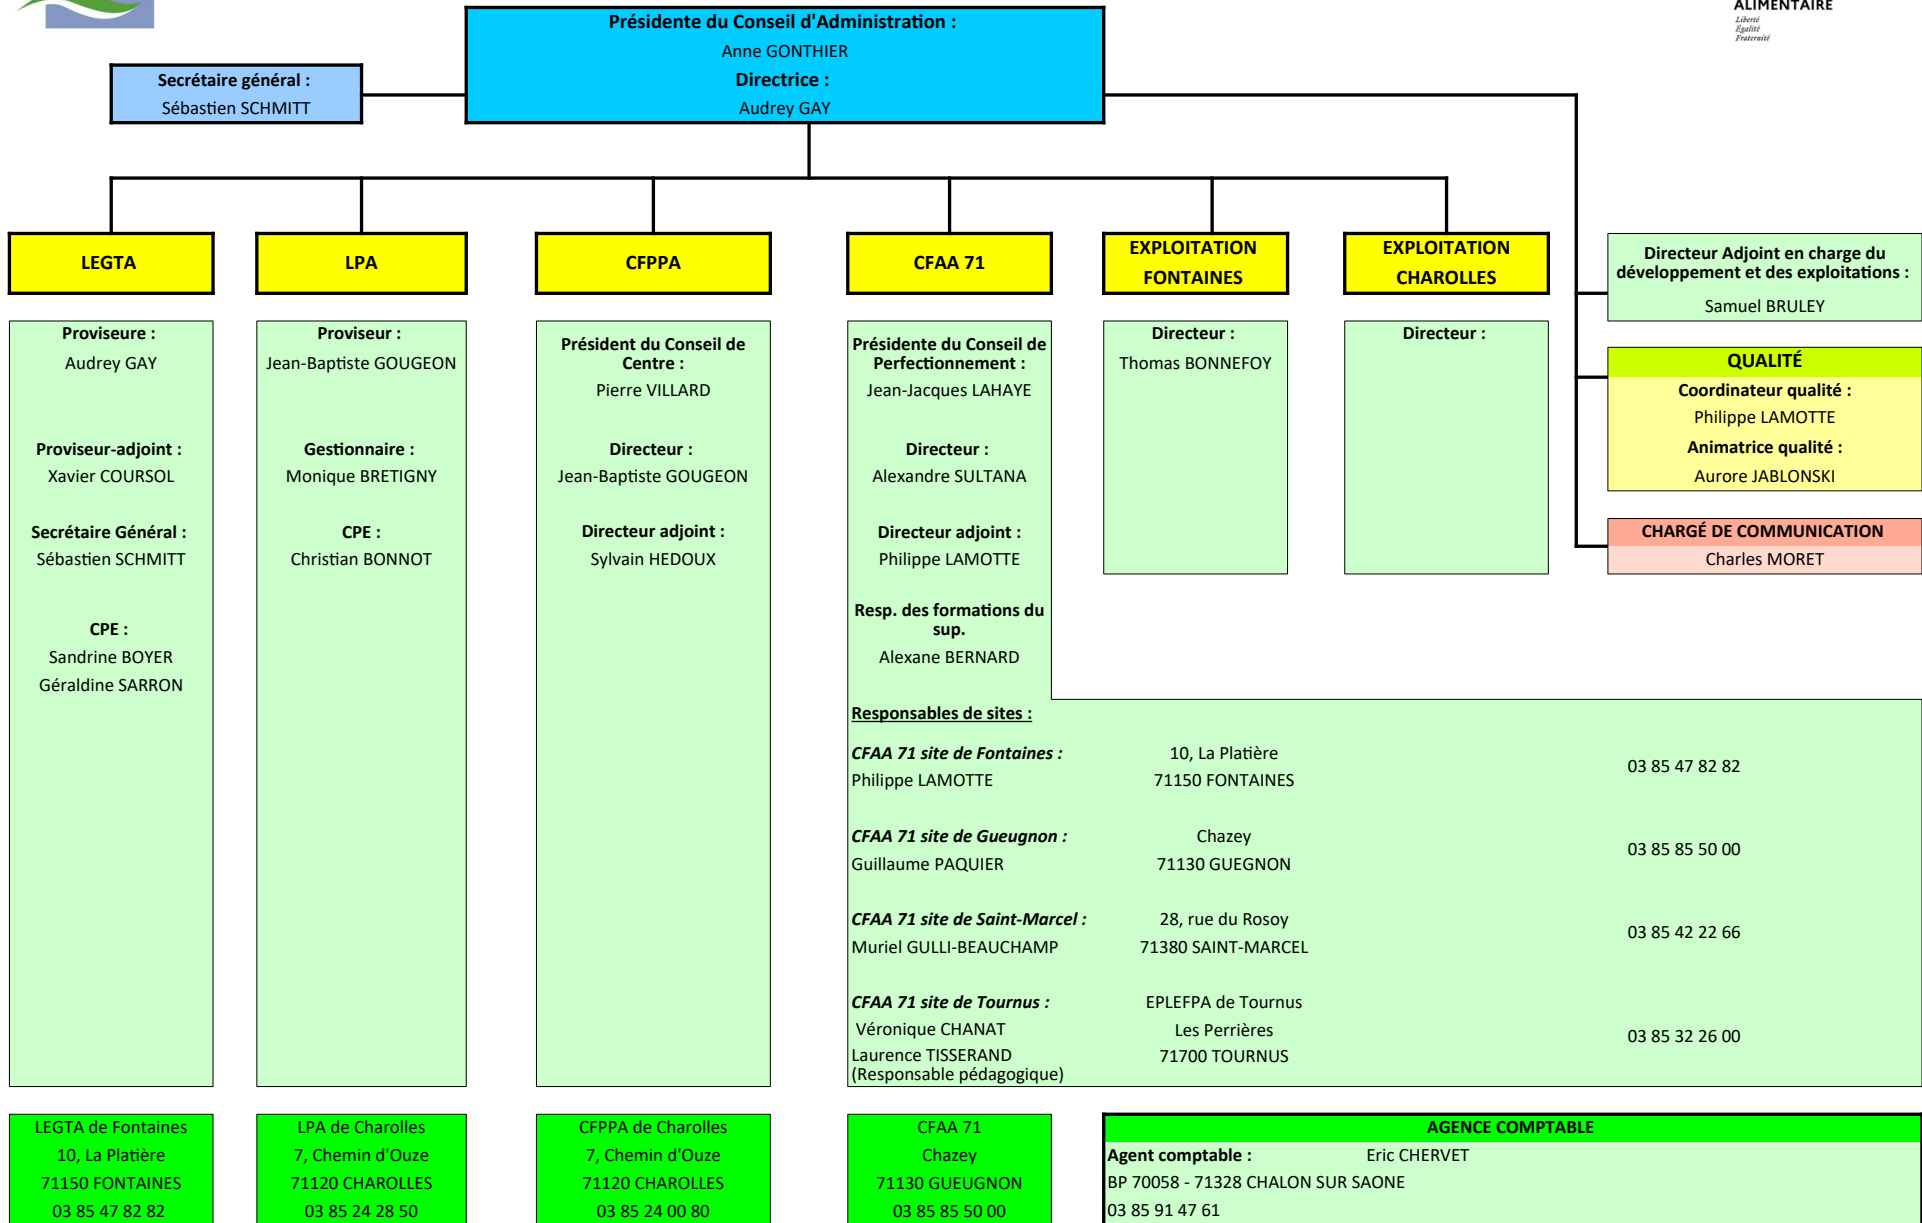 ALIMENTAIRE
Liberté
Égalité
Fraternité
Présidente du Conseil d'Administration :
Anne GONTHIER
Directrice :
Audrey GAY
Secrétaire général :
Sébastien SCHMITT
LEGTA
LPA
CFPPA
CFAA 71
EXPLOITATION
FONTAINES
EXPLOITATION
CHAROLLES
Directeur Adjoint en charge du
développement et des exploitations :
Samuel BRULEY
QUALITÉ
Coordinateur qualité :
Philippe LAMOTTE
Animatrice qualité :
Aurore JABLONSKI
CHARGÉ DE COMMUNICATION
Charles MORET
Proviseure :
Audrey GAY
Proviseur-adjoint :
Xavier COURSOL
Secrétaire Général :
Sébastien SCHMITT
CPE :
Sandrine BOYER
Géraldine SARRON
Proviseur :
Jean-Baptiste GOUGEON
Gestionnaire :
Monique BRETIGNY
CPE :
Christian BONNOT
Président du Conseil de
Centre :
Pierre VILLARD
Directeur :
Jean-Baptiste GOUGEON
Directeur adjoint :
Sylvain HEDOUX
Présidente du Conseil de
Perfectionnement :
Jean-Jacques LAHAYE
Directeur :
Alexandre SULTANA
Directeur adjoint :
Philippe LAMOTTE
Resp. des formations du
sup.
Alexane BERNARD
Directeur :
Thomas BONNEFOY
Directeur :
Responsables de sites :
CFAA 71 site de Fontaines :
Philippe LAMOTTE
10, La Platière
71150 FONTAINES
03 85 47 82 82
CFAA 71 site de Gueugnon :
Guillaume PAQUIER
Chazey
71130 GUEGNON
03 85 85 50 00
CFAA 71 site de Saint-Marcel :
Muriel GULLI-BEAUCHAMP
28, rue du Rosoy
71380 SAINT-MARCEL
03 85 42 22 66
CFAA 71 site de Tournus :
Véronique CHANAT
Laurence TISSERAND
(Responsable pédagogique)
EPLEFPA de Tournus
Les Perrières
71700 TOURNUS
03 85 32 26 00
LEGTA de Fontaines
10, La Platière
71150 FONTAINES
03 85 47 82 82
LPA de Charolles
7, Chemin d'Ouze
71120 CHAROLLES
03 85 24 28 50
CFPPA de Charolles
7, Chemin d'Ouze
71120 CHAROLLES
03 85 24 00 80
CFAA 71
Chazey
71130 GUEUGNON
03 85 85 50 00
AGENCE COMPTABLE
Agent comptable : Eric CHERVET
BP 70058 - 71328 CHALON SUR SAONE
03 85 91 47 61